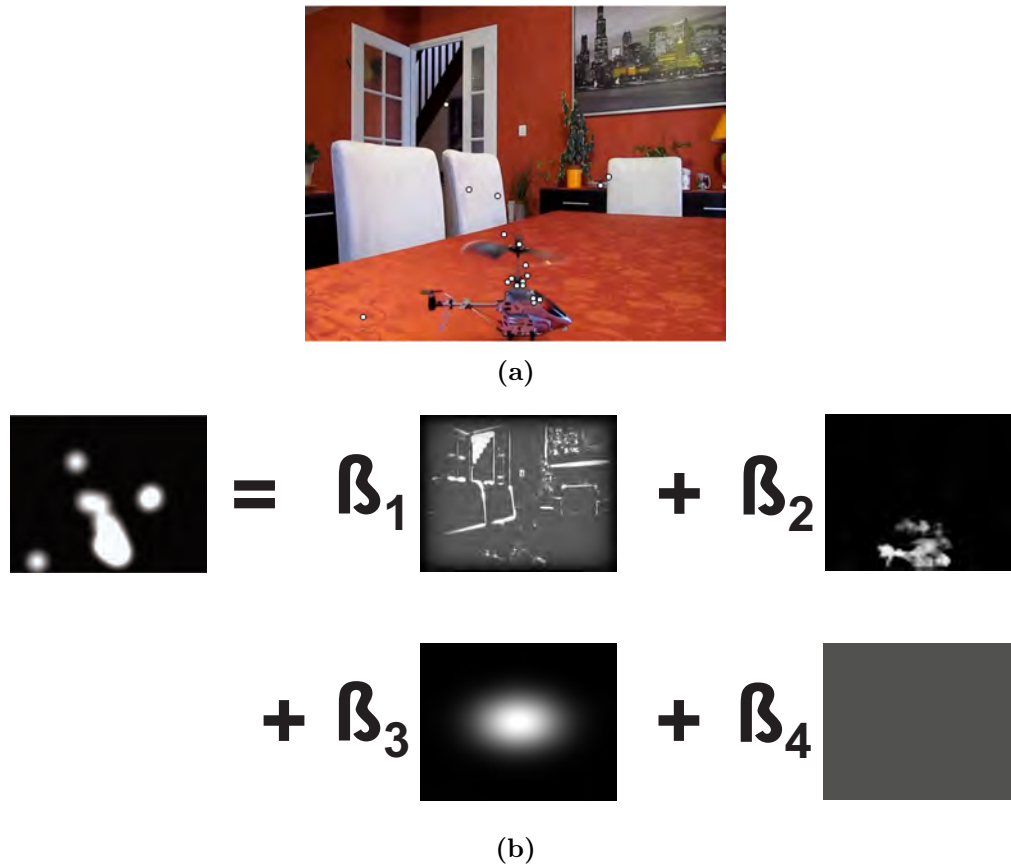 (a)
= ß1 + ß2
+ ß3 + ß4
(b)